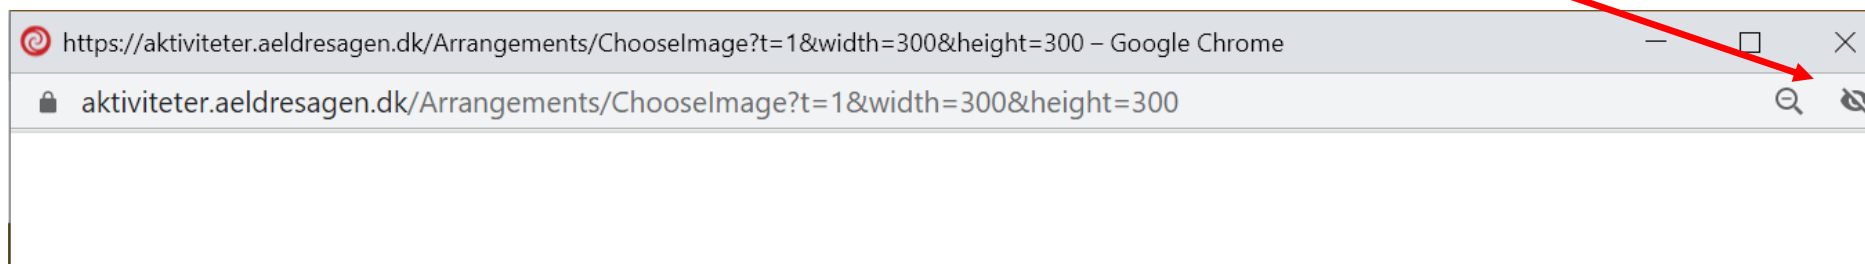 https://aktiviteter.aeldresagen.dk/Arrangements/ChooseImage?t=1&width=300&height=300 – Google Chrome
aktiviteter.aeldresagen.dk/Arrangements/ChooseImage?t=1&width=300&height=300